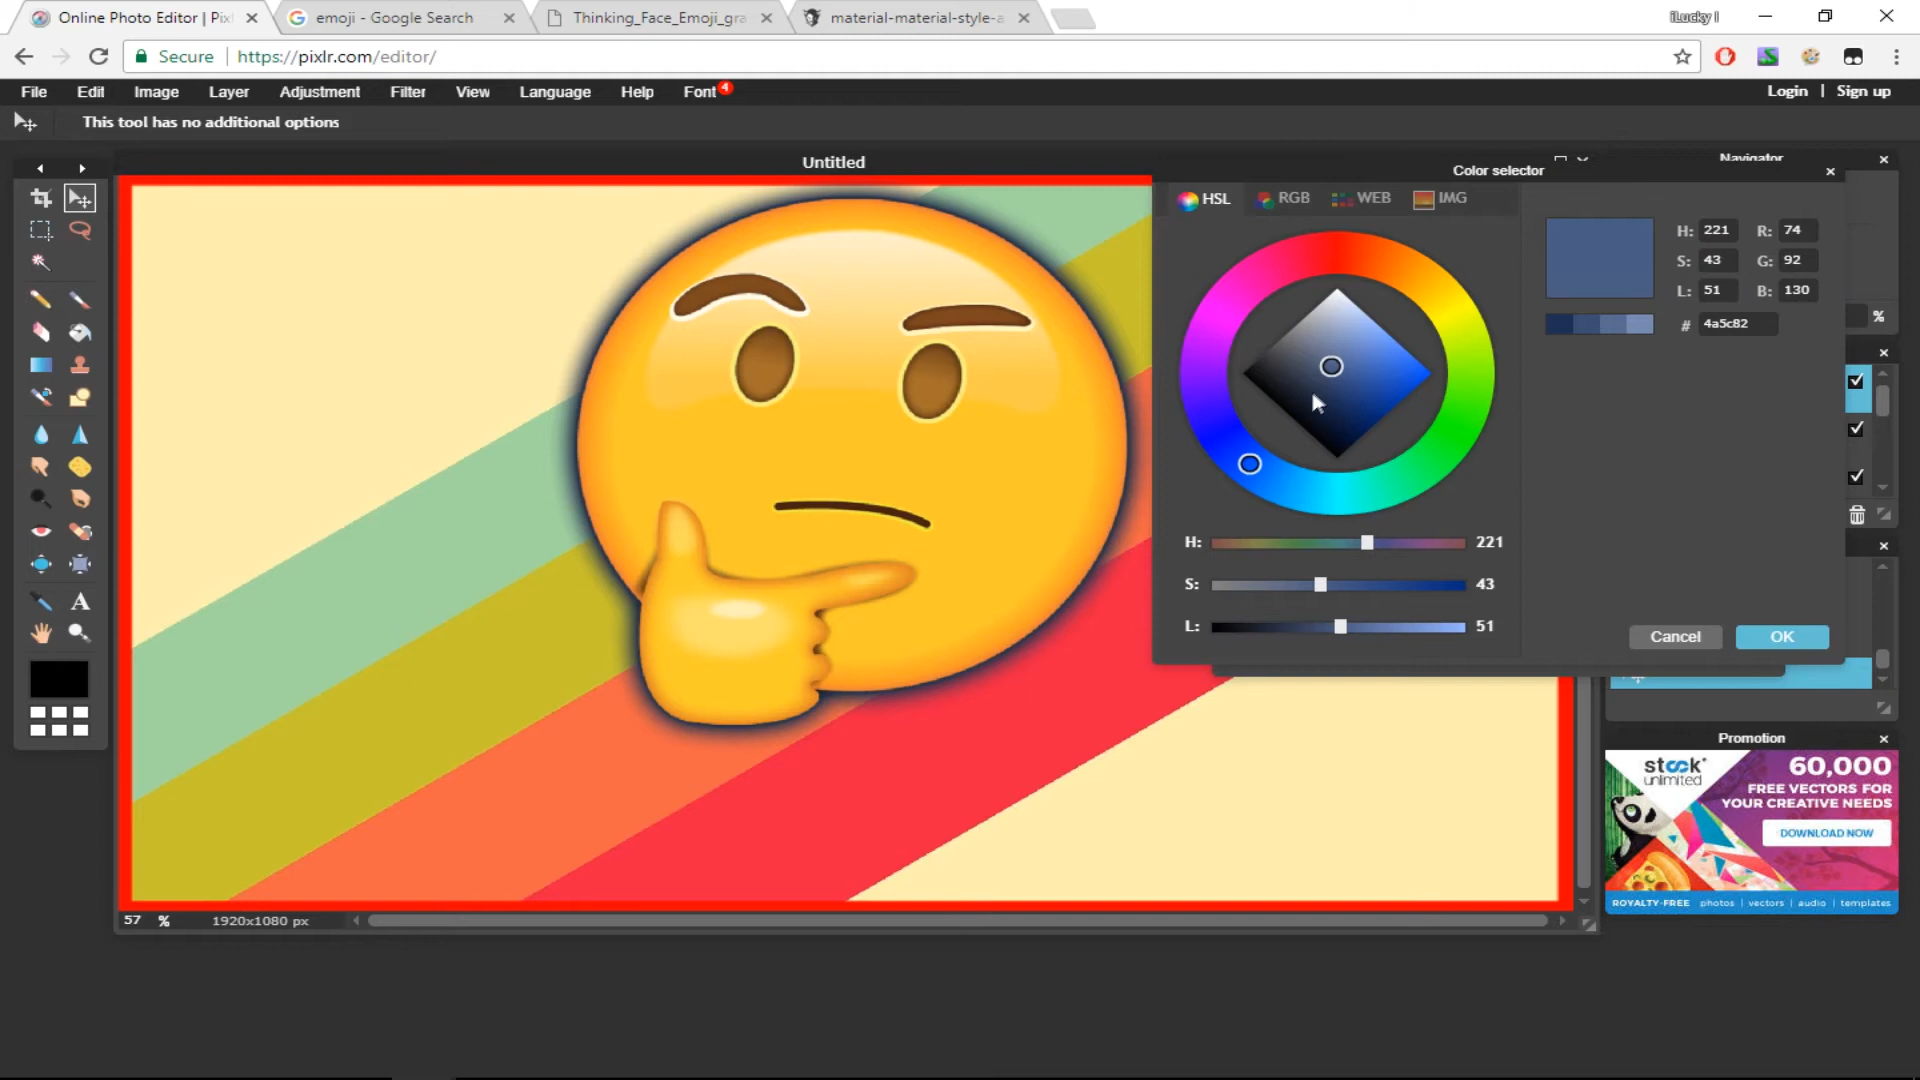 Online Photo Editor | Pixl
emoji - Google Search
Thinking_Face_Emoji_gra
material-material-style-a
iLucky l
Secure
https://pixlr.com/editor/
File Edit Image Layer Adjustment Filter View Language Help Font 4
Login | Sign up
This tool has no additional options
Untitled
Navigator
Color selector
HSL RGB WEB IMG
H: 221 R: 74
S: 43 G: 92
L: 51 B: 130
# 4a5c82
%
H: 221
S: 43
L: 51
Cancel OK
A
57 % 1920x1080 px
Promotion
stock unlimited
60,000
FREE VECTORS FOR
YOUR CREATIVE NEEDS
DOWNLOAD NOW
ROYALTY-FREE photos | vectors | audio | templates